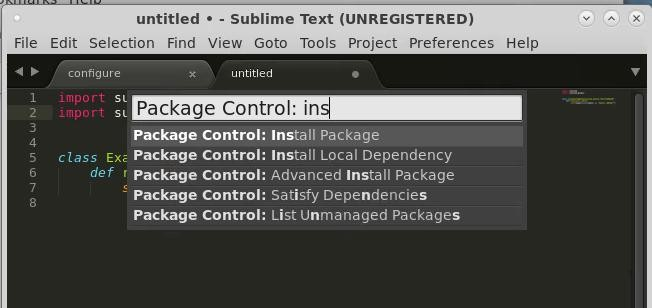 untitled • - Sublime Text (UNREGISTERED)
File Edit Selection Find View Goto Tools Project Preferences Help
configure × untitled
Package Control: ins
1 import su
2 import su
3
4
5 class Exa
6 def r
7 s
8
Package Control: Install Package
Package Control: Install Local Dependency
Package Control: Advanced Install Package
Package Control: Satisfy Dependencies
Package Control: List Unmanaged Packages